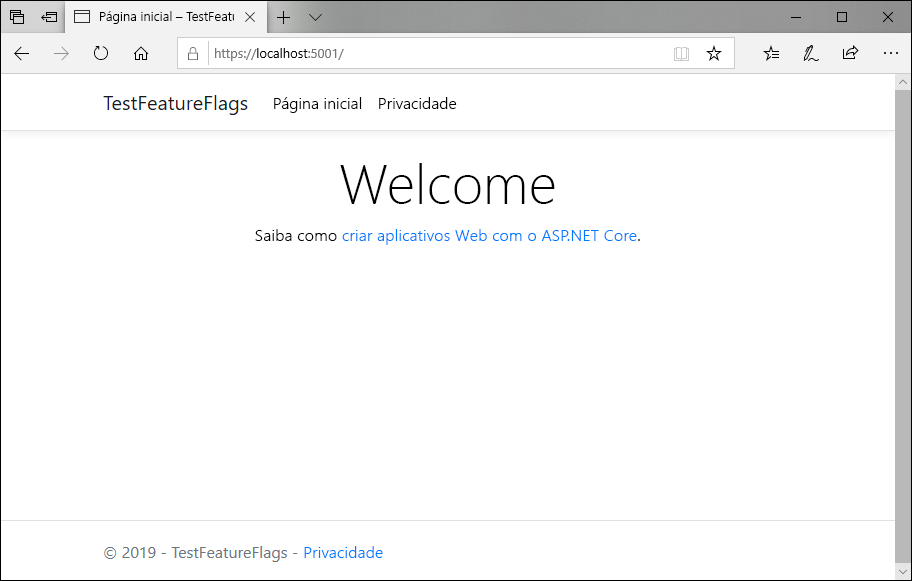 Página inicial – TestFeatu
https://localhost:5001/
TestFeatureFlags Página inicial Privacidade
Welcome
Saiba como criar aplicativos Web com o ASP.NET Core.
© 2019 - TestFeatureFlags - Privacidade